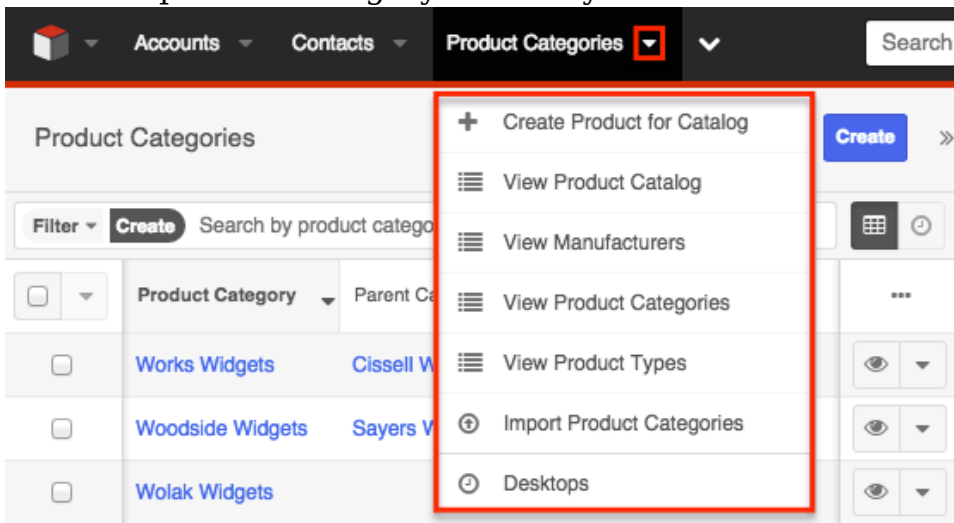 Accounts Contacts Product Categories Search
Product Categories
Create
Filter Create Search by product catego
Product Category Parent Ca
Works Widgets Cissell W
Woodside Widgets Sayers W
Wolak Widgets
Create Product for Catalog
View Product Catalog
View Manufacturers
View Product Categories
View Product Types
Import Product Categories
Desktops